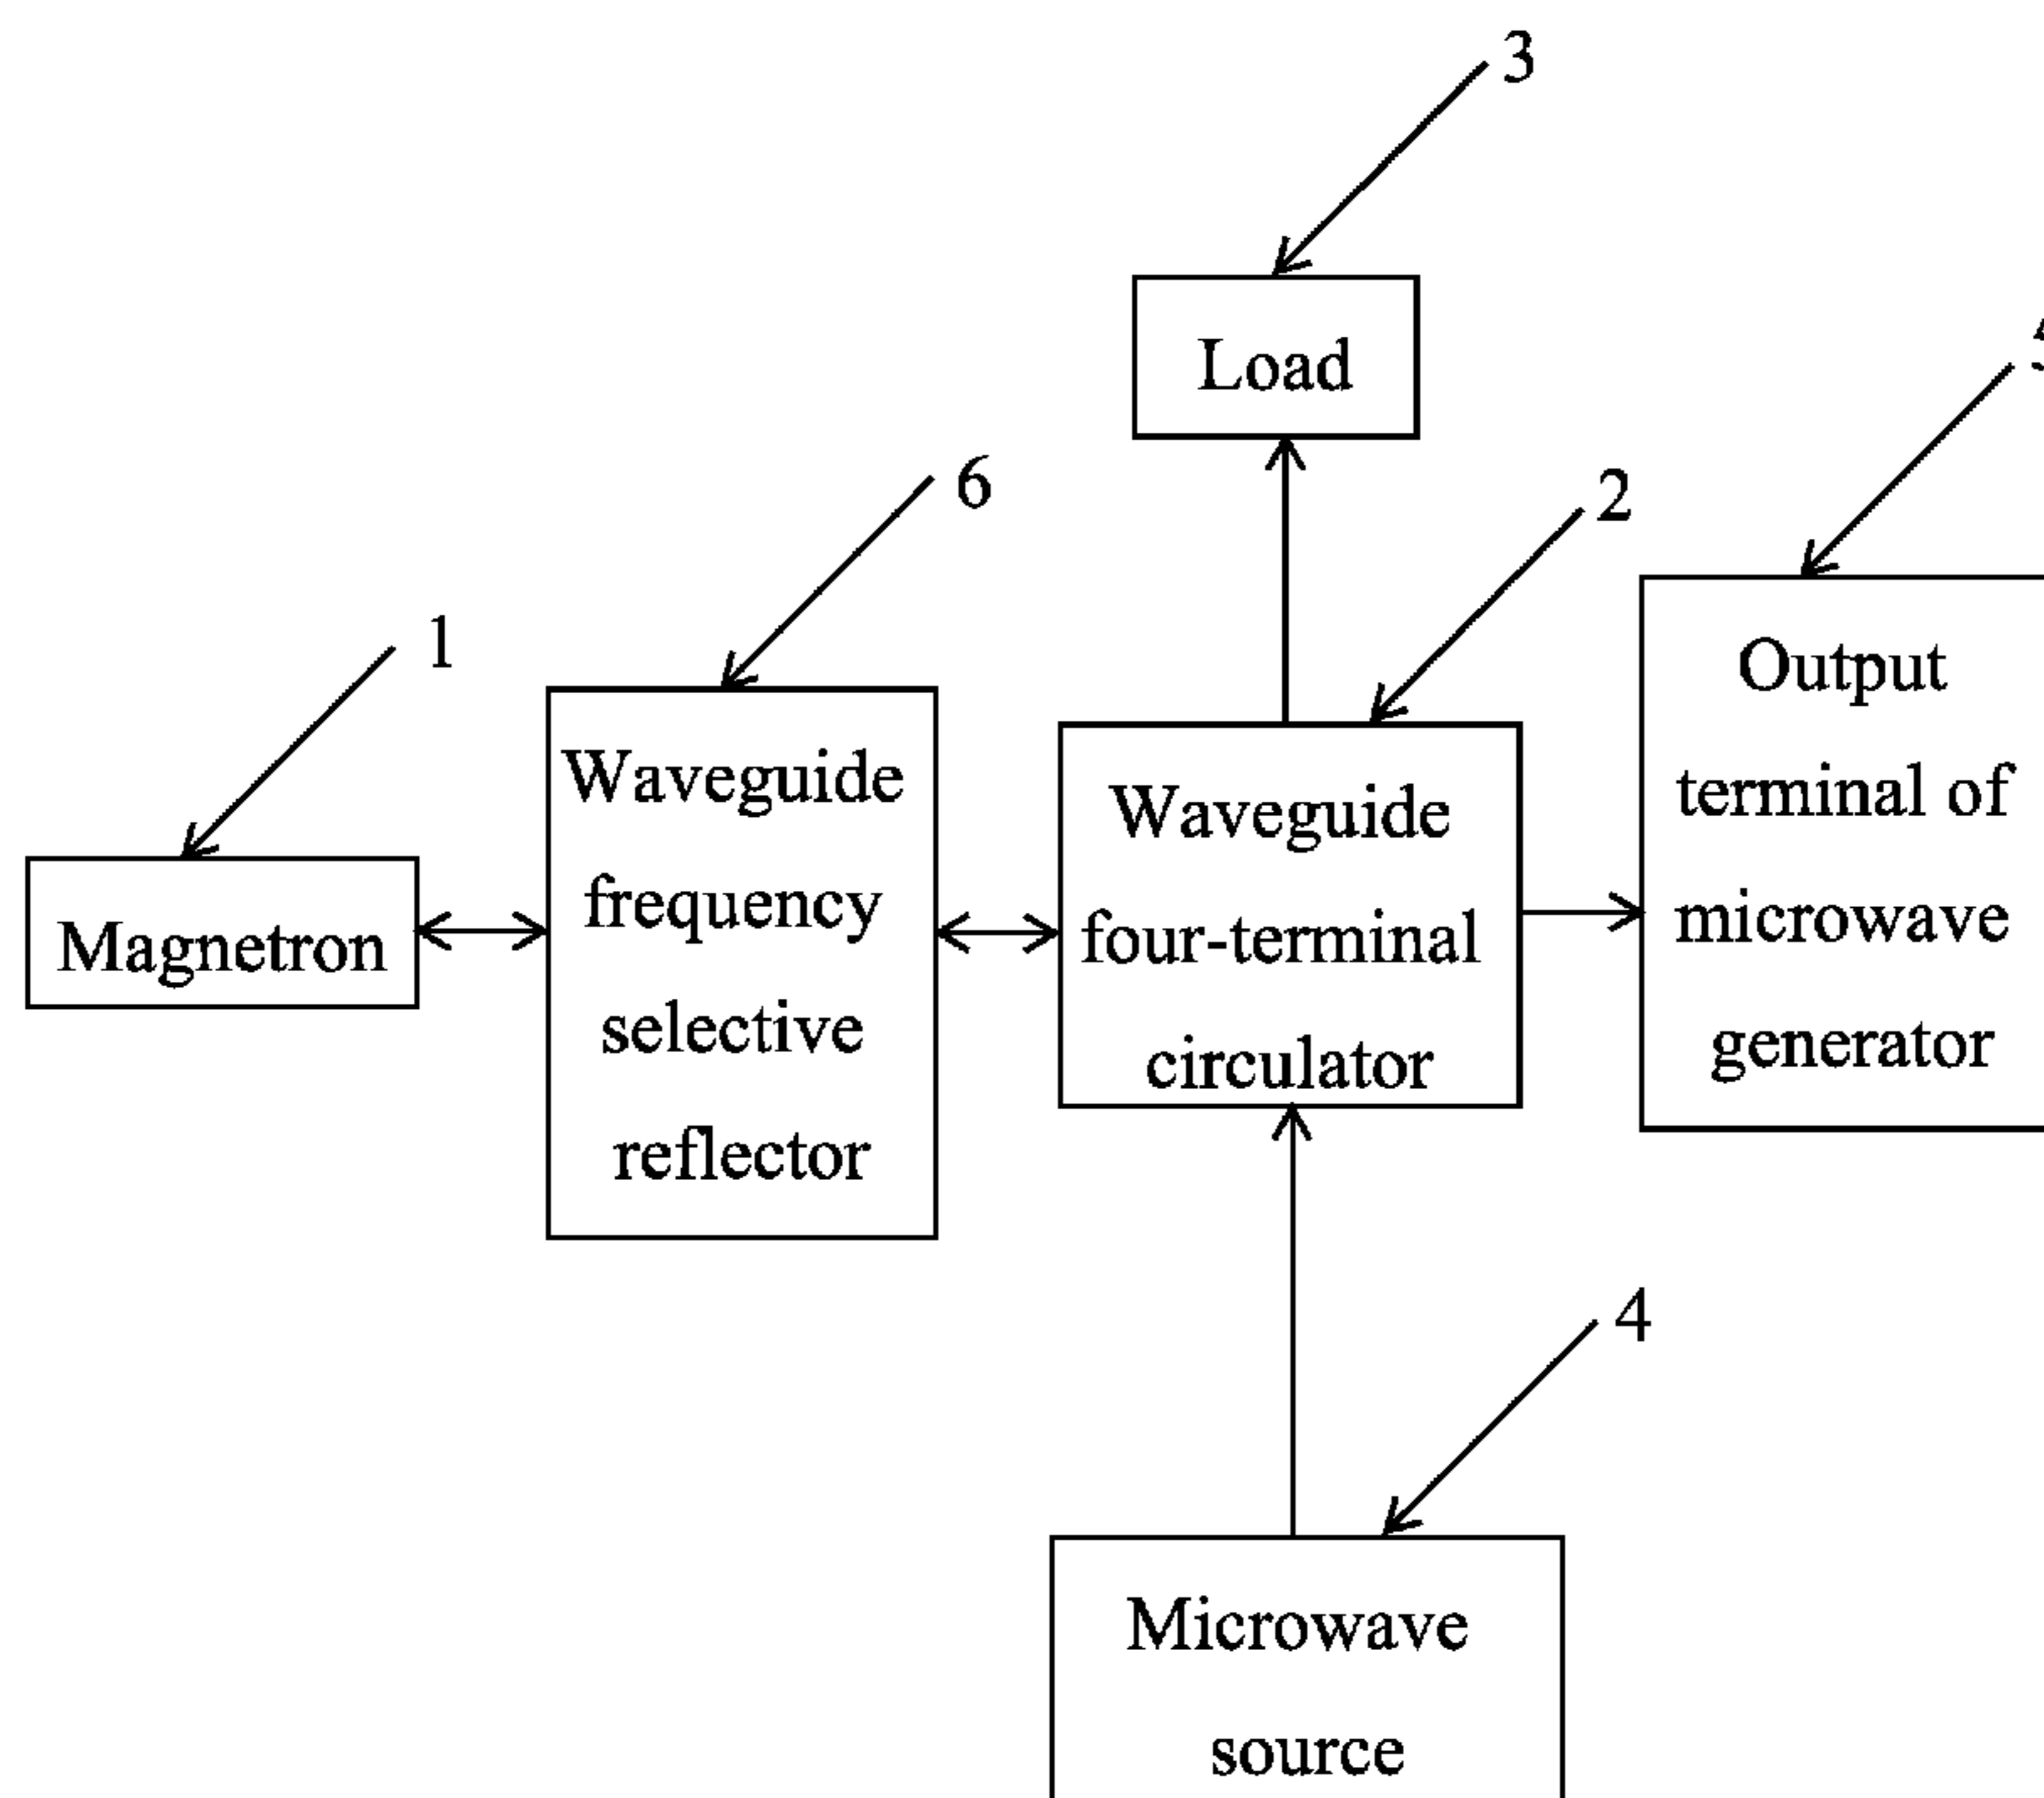 3
Load
6
2
1
Output
terminal of
microwave
generator
Waveguide
frequency
selective
reflector
Waveguide
four-terminal
circulator
Magnetron
4
Microwave
source